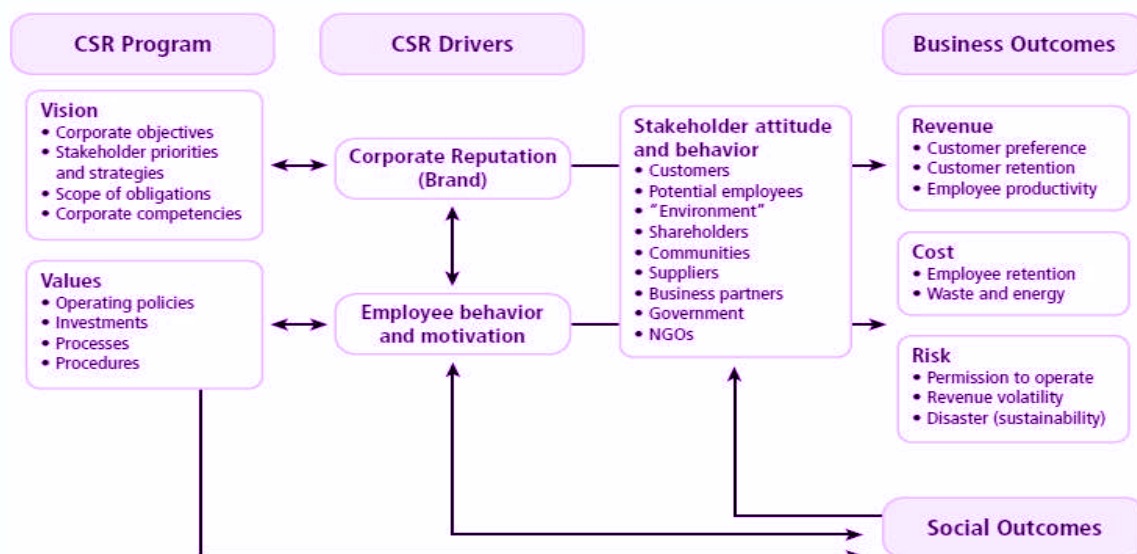 CSR Program
CSR Drivers
Business Outcomes
Vision
• Corporate objectives
• Stakeholder priorities
and strategies
• Scope of obligations
• Corporate competencies
Values
• Operating policies
• Investments
• Processes
• Procedures
Corporate Reputation
(Brand)
Employee behavior
and motivation
Stakeholder attitude
and behavior
• Customers
• Potential employees
• "Environment"
• Shareholders
• Communities
• Suppliers
• Business partners
• Government
• NGOs
Revenue
• Customer preference
• Customer retention
• Employee productivity
Cost
• Employee retention
• Waste and energy
Risk
• Permission to operate
• Revenue volatility
• Disaster (sustainability)
Social Outcomes